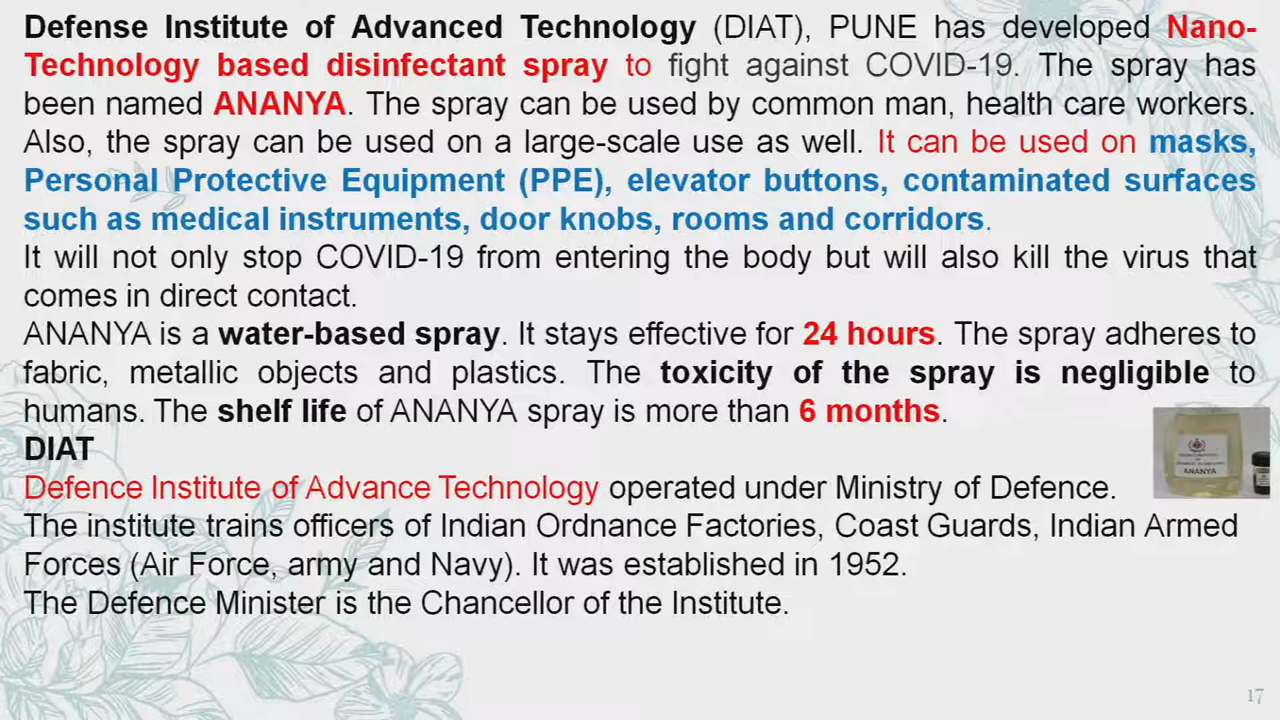 Defense Institute of Advanced Technology (DIAT), PUNE has developed Nano-
Technology based disinfectant spray to fight against COVID-19. The spray has
been named ANANYA. The spray can be used by common man, health care workers.
Also, the spray can be used on a large-scale use as well. It can be used on masks,
Personal Protective Equipment (PPE), elevator buttons, contaminated surfaces
such as medical instruments, door knobs, rooms and corridors.
It will not only stop COVID-19 from entering the body but will also kill the virus that
comes in direct contact.
ANANYA is a water-based spray. It stays effective for 24 hours. The spray adheres to
fabric, metallic objects and plastics. The toxicity of the spray is negligible to
humans. The shelf life of ANANYA spray is more than 6 months.
DIAT
Defence Institute of Advance Technology operated under Ministry of Defence.
The institute trains officers of Indian Ordnance Factories, Coast Guards, Indian Armed
Forces (Air Force, army and Navy). It was established in 1952.
The Defence Minister is the Chancellor of the Institute.
ANANYA
17